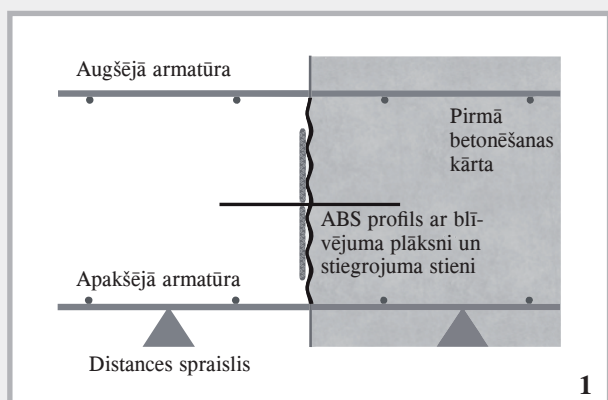 Augšējā armatūra
Pirmā
betonēšanas
kārta
ABS profils ar blī-
vējuma plāksni un
stiegrojuma stieni
Apakšējā armatūra
Distances spraislis
1